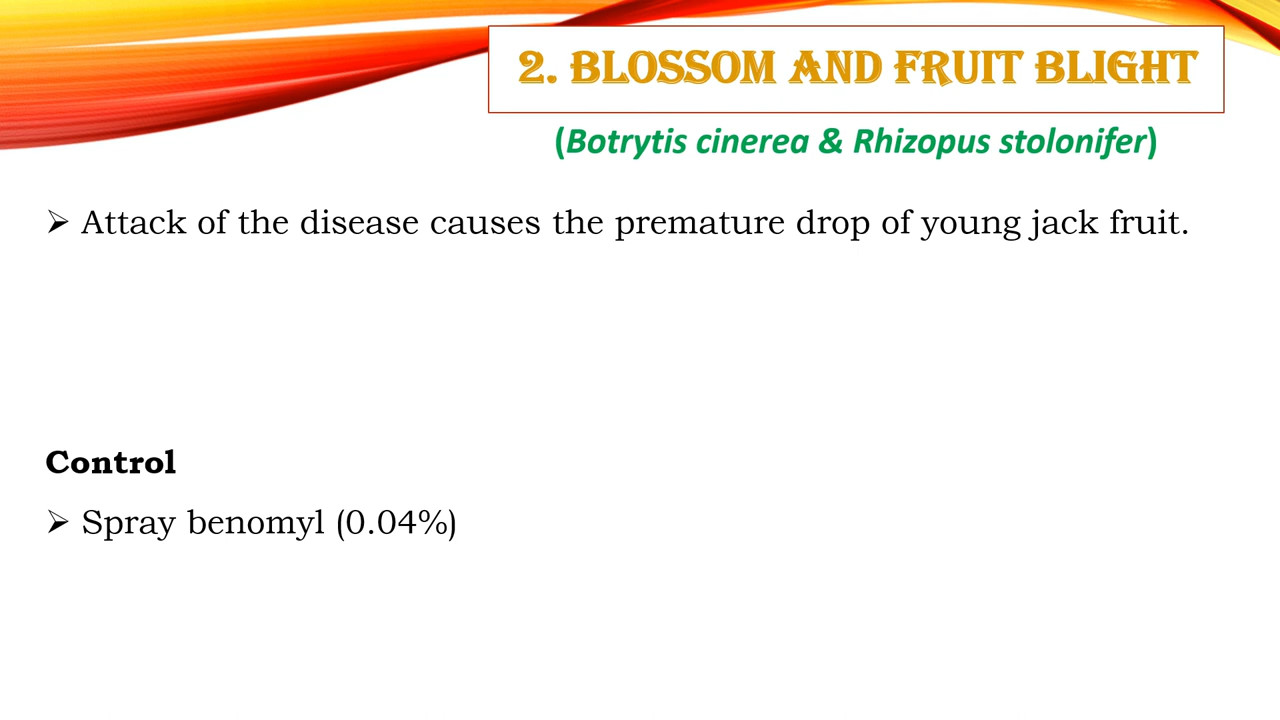 2. BLOSSOM AND FRUIT BLIGHT
(Botrytis cinerea & Rhizopus stolonifer)
➢ Attack of the disease causes the premature drop of young jack fruit.
Control
➢ Spray benomyl (0.04%)